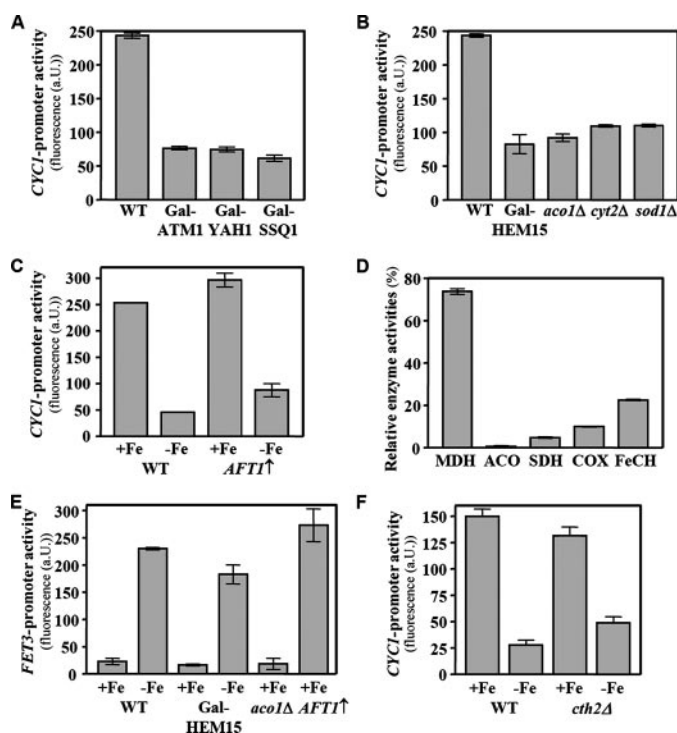 A
CYC1-promoter activity
(fluorescence (a.U.))
250
200
150
100
50
0
WT Gal- Gal- Gal-
ATM1 YAH1 SSQ1
B
CYC1-promoter activity
(fluorescence (a.U.))
250
200
150
100
50
0
WT Gal- aco1Δ cyt2Δ sod1Δ
HEM15
C
CYC1-promoter activity
(fluorescence (a.U.))
300
250
200
150
100
50
0
+Fe -Fe +Fe -Fe
WT AFT1↑
D
Relative enzyme activities (%)
80
60
40
20
0
MDH ACO SDH COX FeCH
E
FET3-promoter activity
(fluorescence (a.U.))
300
250
200
150
100
50
0
+Fe -Fe +Fe -Fe +Fe +Fe
WT Gal- aco1Δ AFT1↑
HEM15
F
CYC1-promoter activity
(fluorescence (a.U.))
150
125
100
75
50
25
0
+Fe -Fe +Fe -Fe
WT cth2Δ